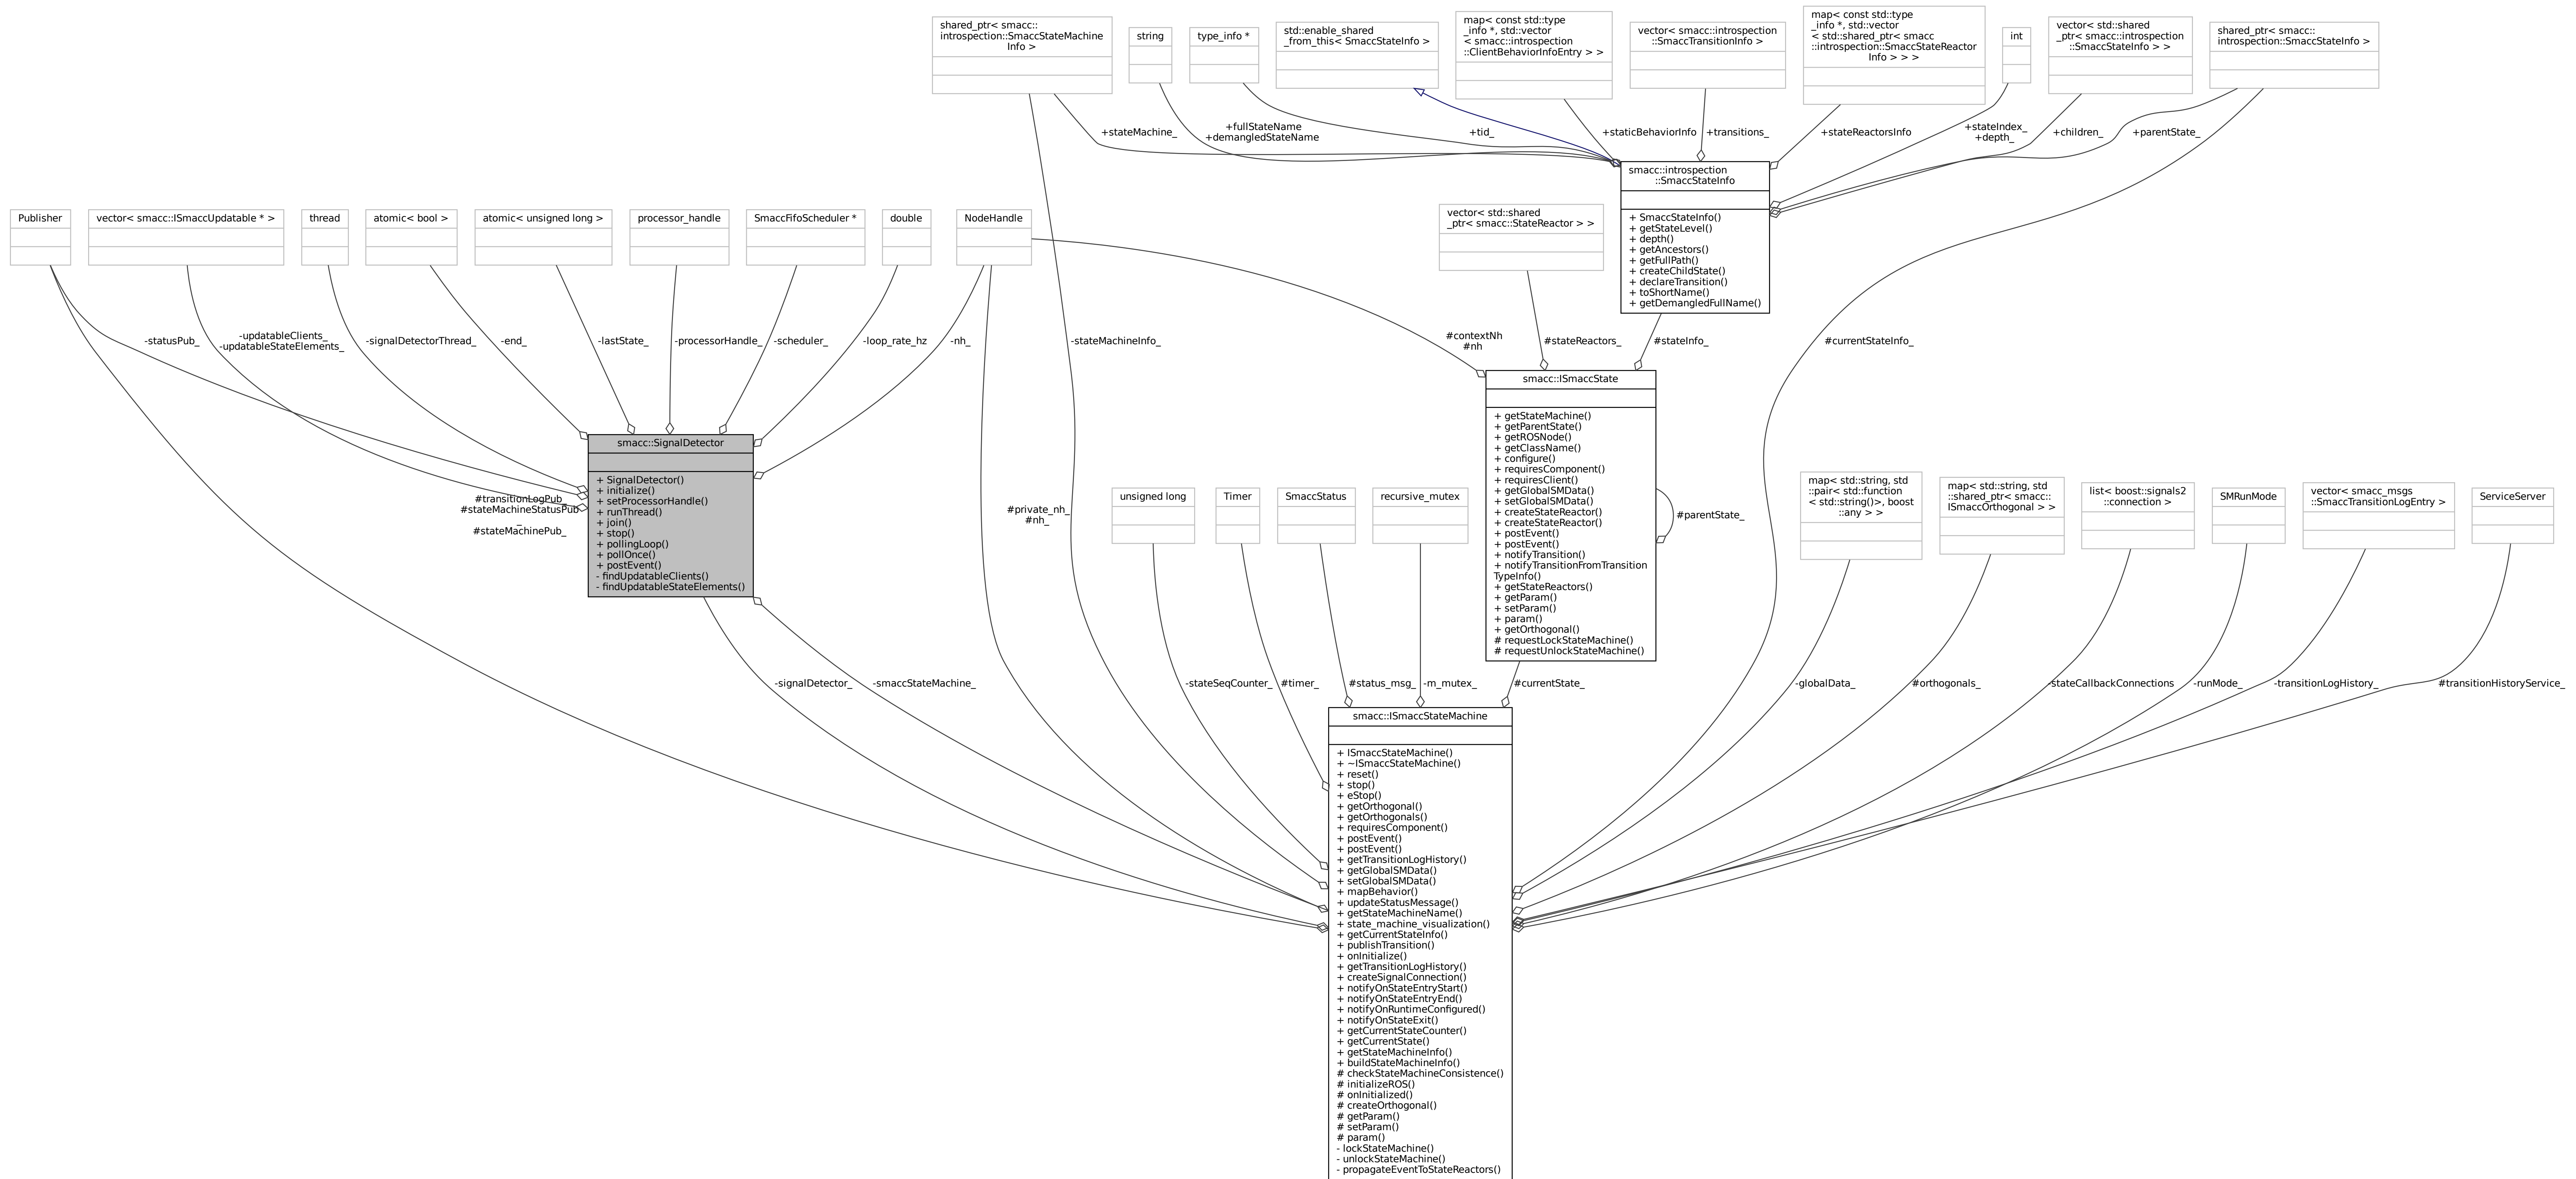 shared_ptr< smacc::
introspection::SmaccStateMachine
Info >
string
type_info *
std::enable_shared
_from_this< SmaccStateInfo >
map< const std::type
_info *, std::vector
< smacc::introspection
::ClientBehaviorInfoEntry > >
vector< smacc::introspection
::SmaccTransitionInfo >
map< const std::type
_info *, std::vector
< std::shared_ptr< smacc
::introspection::SmaccStateReactor
Info > > >
int
vector< std::shared
_ptr< smacc::introspection
::SmaccStateInfo > >
shared_ptr< smacc::
introspection::SmaccStateInfo >
+stateMachine_
+fullStateName
+demangledStateName
+tid_
+staticBehaviorInfo
+transitions_
+stateReactorsInfo
+stateIndex_
+depth_
+children_
+parentState_
smacc::introspection
::SmaccStateInfo
+ SmaccStateInfo()
+ getStateLevel()
+ depth()
+ getAncestors()
+ getFullPath()
+ createChildState()
+ declareTransition()
+ toShortName()
+ getDemangledFullName()
Publisher
vector< smacc::ISmaccUpdatable * >
thread
atomic< bool >
atomic< unsigned long >
processor_handle
SmaccFifoScheduler *
double
NodeHandle
vector< std::shared
_ptr< smacc::StateReactor > >
-statusPub_
-updatableClients_
-updatableStateElements_
-signalDetectorThread_
-end_
-lastState_
-processorHandle_
-scheduler_
-loop_rate_hz
-nh_
-stateMachineInfo_
#contextNh
#nh
#stateReactors_
#stateInfo_
#currentStateInfo_
smacc::SignalDetector
+ SignalDetector()
+ initialize()
+ setProcessorHandle()
+ runThread()
+ join()
+ stop()
+ pollingLoop()
+ pollOnce()
+ postEvent()
- findUpdatableClients()
- findUpdatableStateElements()
#transitionLogPub_
#stateMachineStatusPub
_
#stateMachinePub_
#private_nh_
#nh_
smacc::ISmaccState
+ getStateMachine()
+ getParentState()
+ getROSNode()
+ getClassName()
+ configure()
+ requiresComponent()
+ requiresClient()
+ getGlobalSMData()
+ setGlobalSMData()
+ createStateReactor()
+ createStateReactor()
+ postEvent()
+ postEvent()
+ notifyTransition()
+ notifyTransitionFromTransition
TypeInfo()
+ getStateReactors()
+ getParam()
+ setParam()
+ param()
+ getOrthogonal()
# requestLockStateMachine()
# requestUnlockStateMachine()
#parentState_
unsigned long
Timer
SmaccStatus
recursive_mutex
map< std::string, std
::pair< std::function
< std::string()>, boost
::any > >
map< std::string, std
::shared_ptr< smacc::
ISmaccOrthogonal > >
list< boost::signals2
::connection >
SMRunMode
vector< smacc_msgs
::SmaccTransitionLogEntry >
ServiceServer
-signalDetector_
-smaccStateMachine_
-stateSeqCounter_
#timer_
#status_msg_
-m_mutex_
#currentState_
-globalData_
#orthogonals_
-stateCallbackConnections
-runMode_
-transitionLogHistory_
#transitionHistoryService_
smacc::ISmaccStateMachine
+ ISmaccStateMachine()
+ ~ISmaccStateMachine()
+ reset()
+ stop()
+ eStop()
+ getOrthogonal()
+ getOrthogonals()
+ requiresComponent()
+ postEvent()
+ postEvent()
+ getTransitionLogHistory()
+ getGlobalSMData()
+ setGlobalSMData()
+ mapBehavior()
+ updateStatusMessage()
+ getStateMachineName()
+ state_machine_visualization()
+ getCurrentStateInfo()
+ publishTransition()
+ onInitialize()
+ getTransitionLogHistory()
+ createSignalConnection()
+ notifyOnStateEntryStart()
+ notifyOnStateEntryEnd()
+ notifyOnRuntimeConfigured()
+ notifyOnStateExit()
+ getCurrentStateCounter()
+ getCurrentState()
+ getStateMachineInfo()
+ buildStateMachineInfo()
# checkStateMachineConsistence()
# initializeROS()
# onInitialized()
# createOrthogonal()
# getParam()
# setParam()
# param()
- lockStateMachine()
- unlockStateMachine()
- propagateEventToStateReactors()